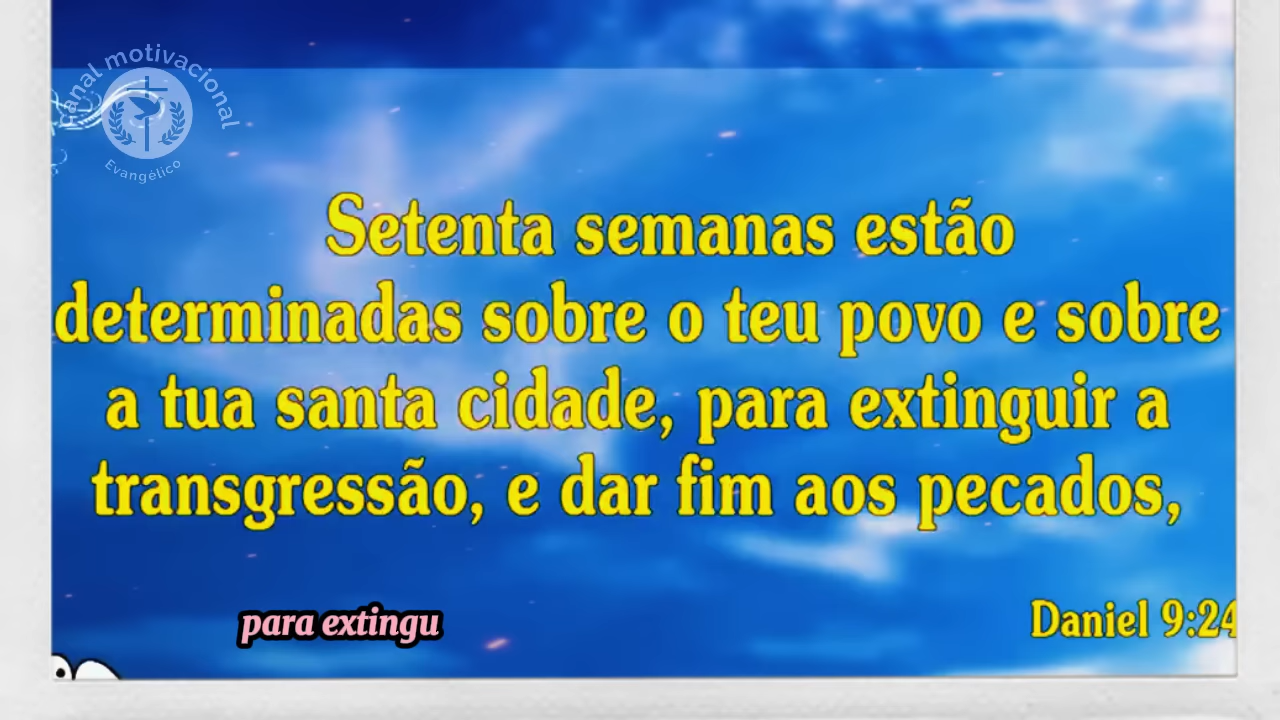 Canal motivacional
Evangélico
Setenta semanas estão
determinadas sobre o teu povo e sobre
a tua santa cidade, para extinguir a
transgressão, e dar fim aos pecados,
para extingu
Daniel 9:24